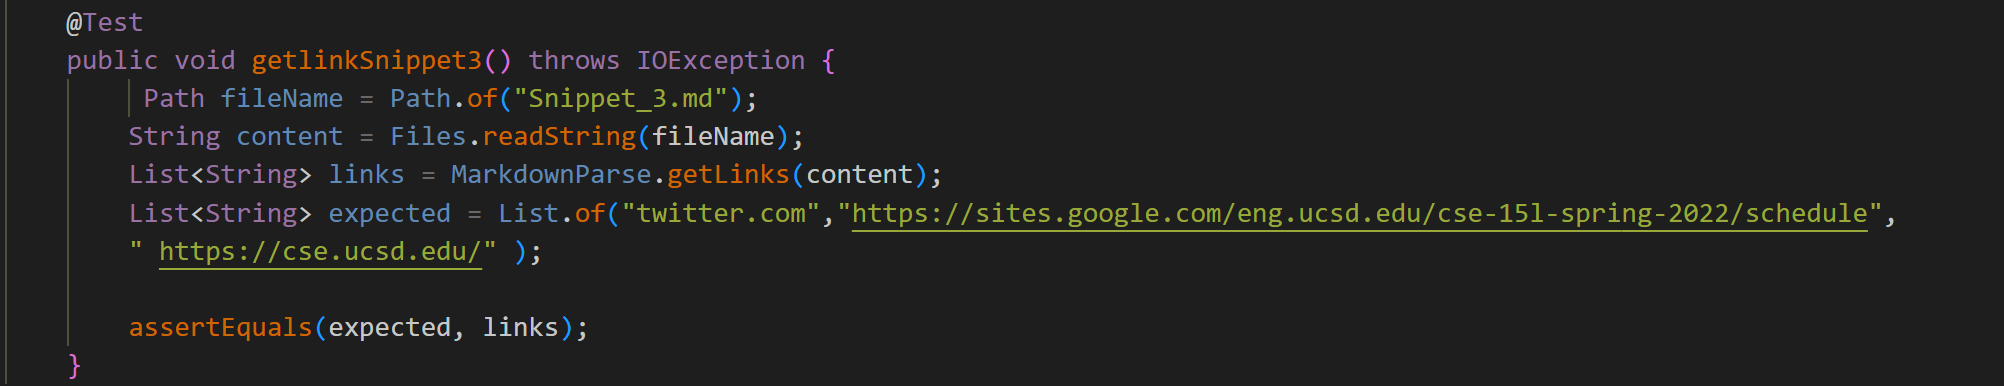 @Test
public void getlinkSnippet3() throws IOException {
Path fileName = Path.of("Snippet_3.md");
String content = Files.readString(fileName);
List<String> links = MarkdownParse.getLinks(content);
List<String> expected = List.of("twitter.com","https://sites.google.com/eng.ucsd.edu/cse-15l-spring-2022/schedule",
" https://cse.ucsd.edu/" );
assertEquals(expected, links);
}